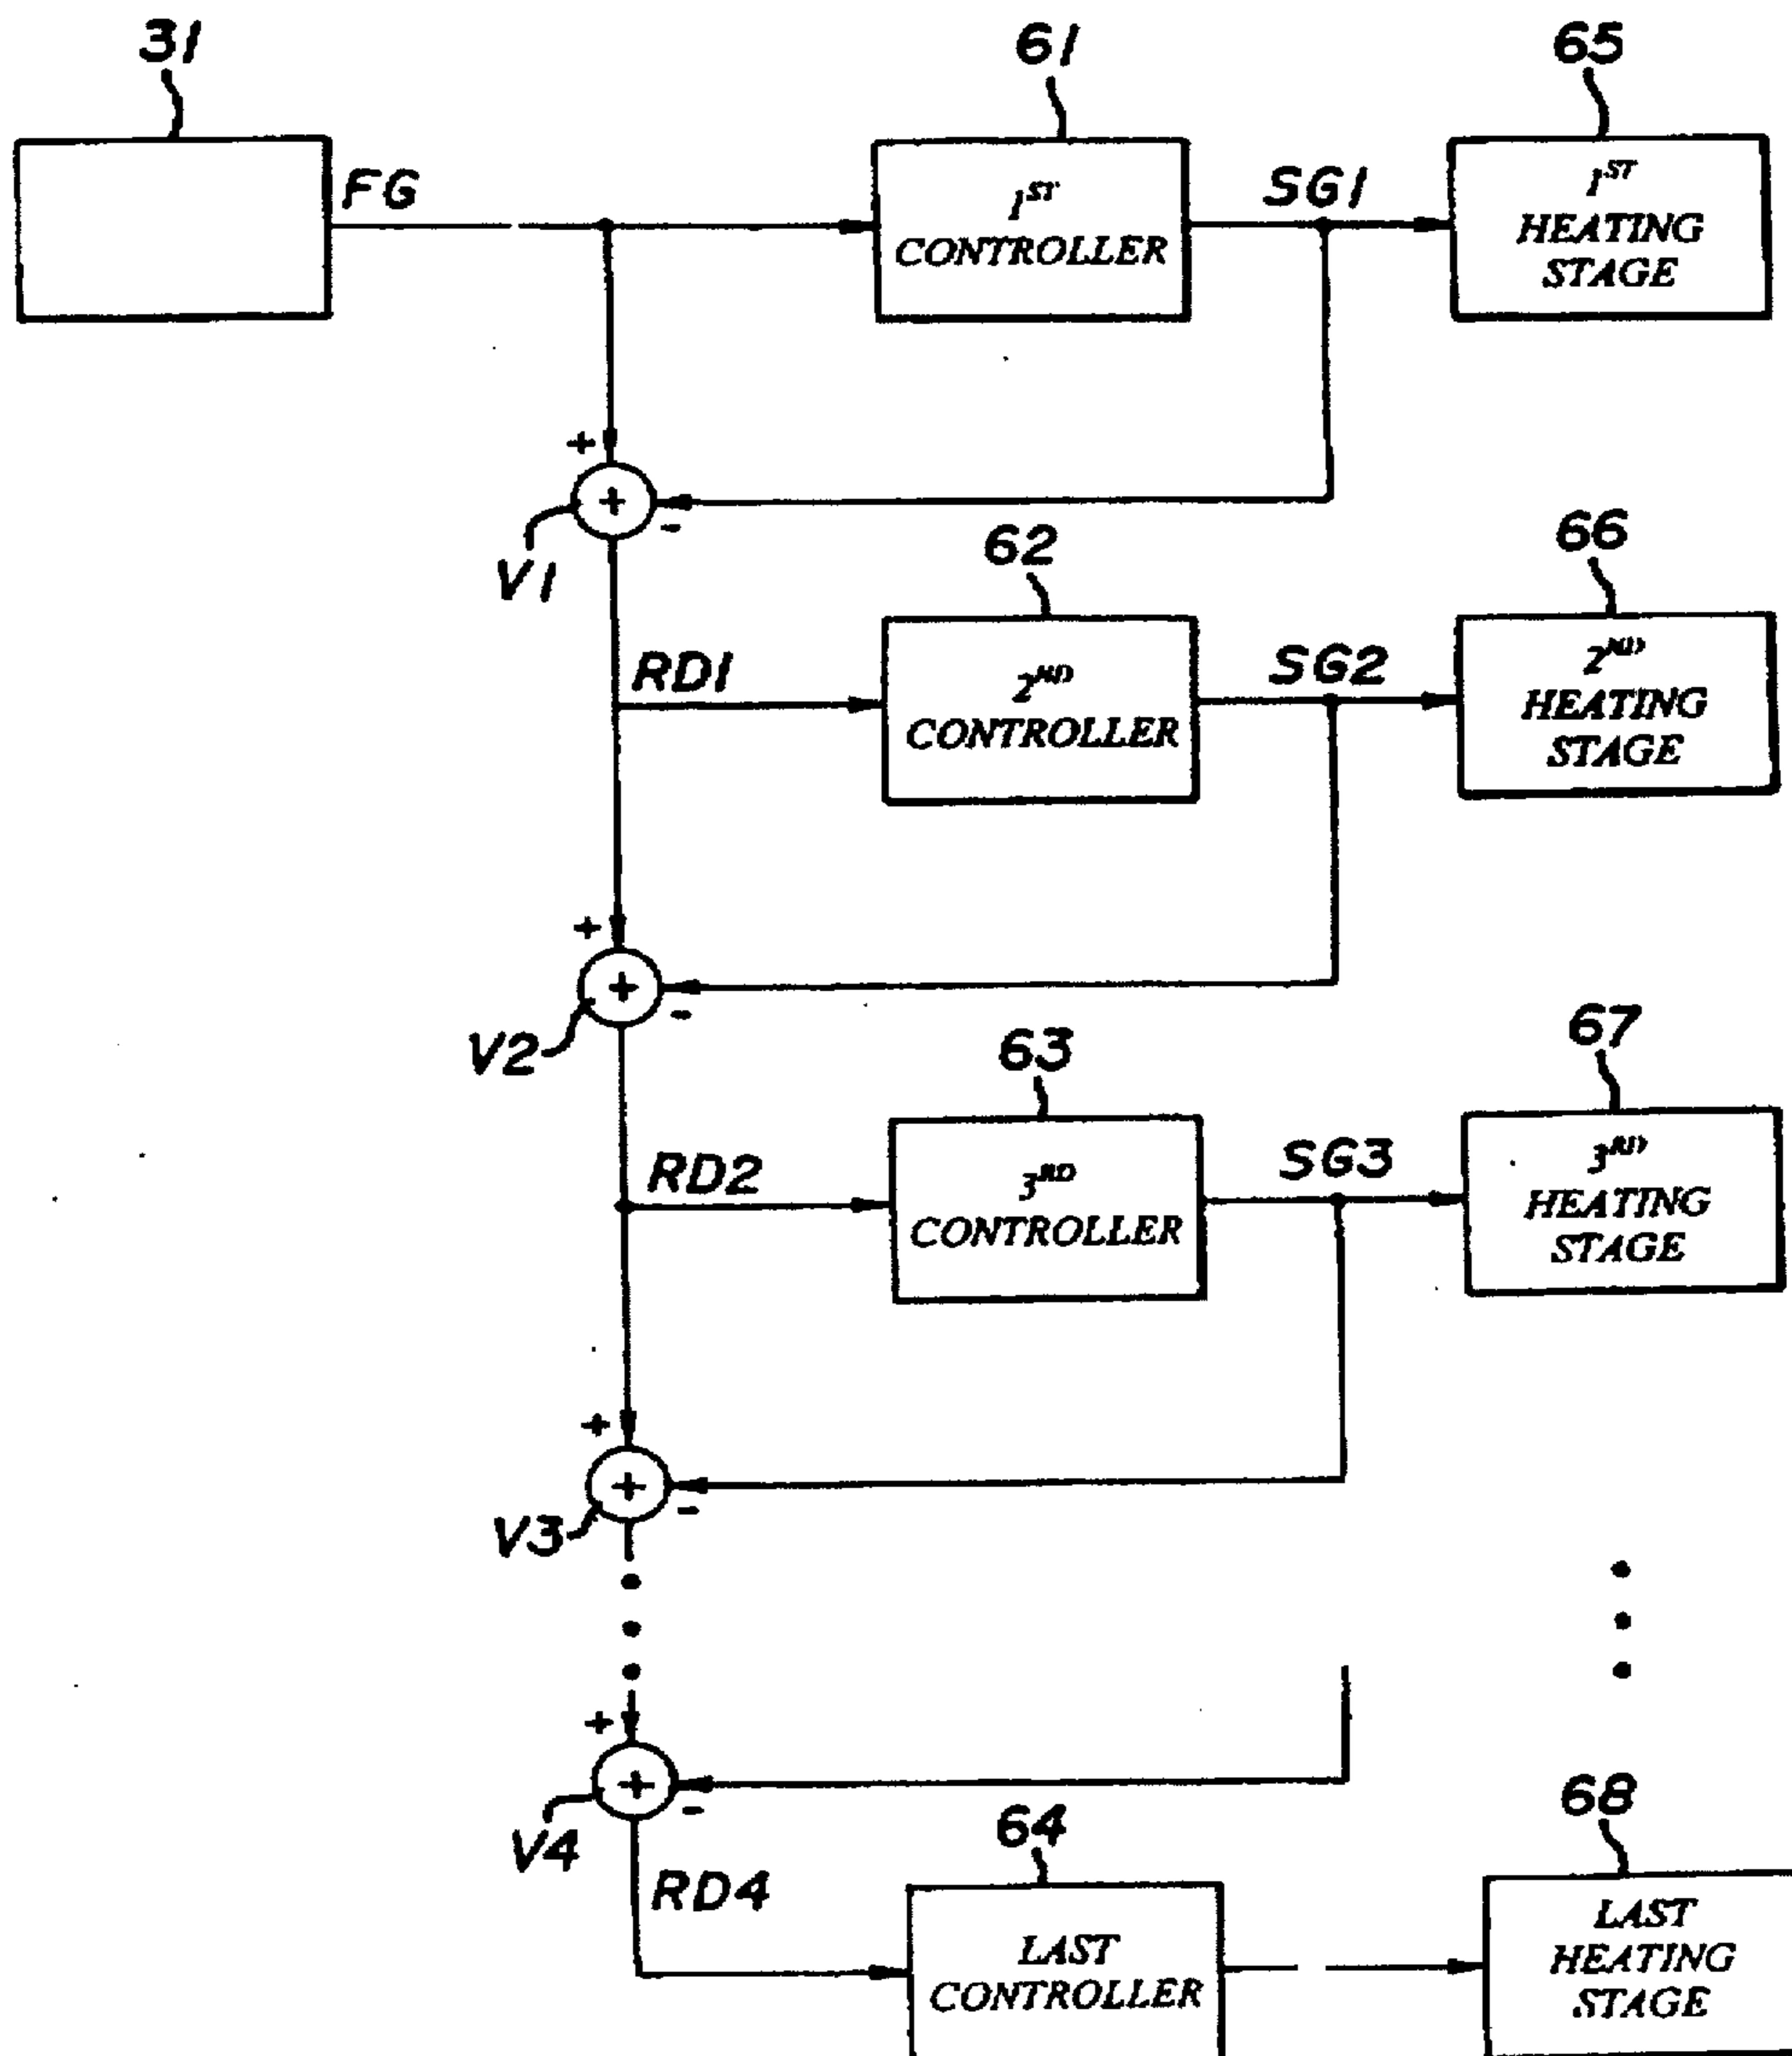 31
61
65
FG
1ST
CONTROLLER
SG1
1ST
HEATING
STAGE
+
+
-
V1
62
66
RD1
2ND
CONTROLLER
SG2
2ND
HEATING
STAGE
+
+
-
V2
63
67
RD2
3RD
CONTROLLER
SG3
3RD
HEATING
STAGE
+
+
-
V3
+
+
-
V4
64
68
RD4
LAST
CONTROLLER
LAST
HEATING
STAGE